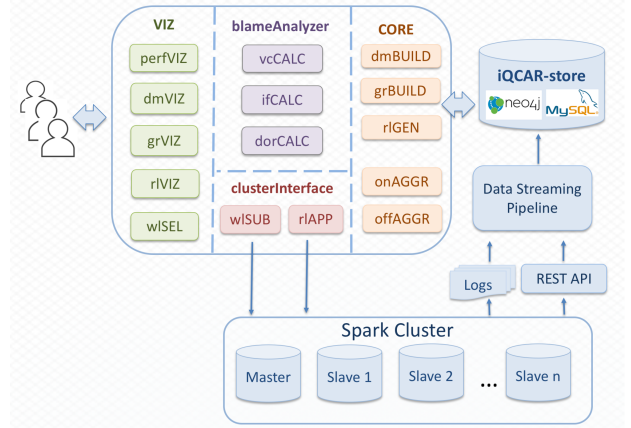 VIZ
perfVIZ
dmVIZ
grVIZ
rlVIZ
wlSEL
blameAnalyzer
vcCALC
ifCALC
dorCALC
clusterInterface
wlSUB
rlAPP
CORE
dmBUILD
grBUILD
rlGEN
onAGGR
offAGGR
iQCAR-store
neo4j
MySQL
Data Streaming
Pipeline
Logs
REST API
Spark Cluster
Master
Slave 1
Slave 2
...
Slave n